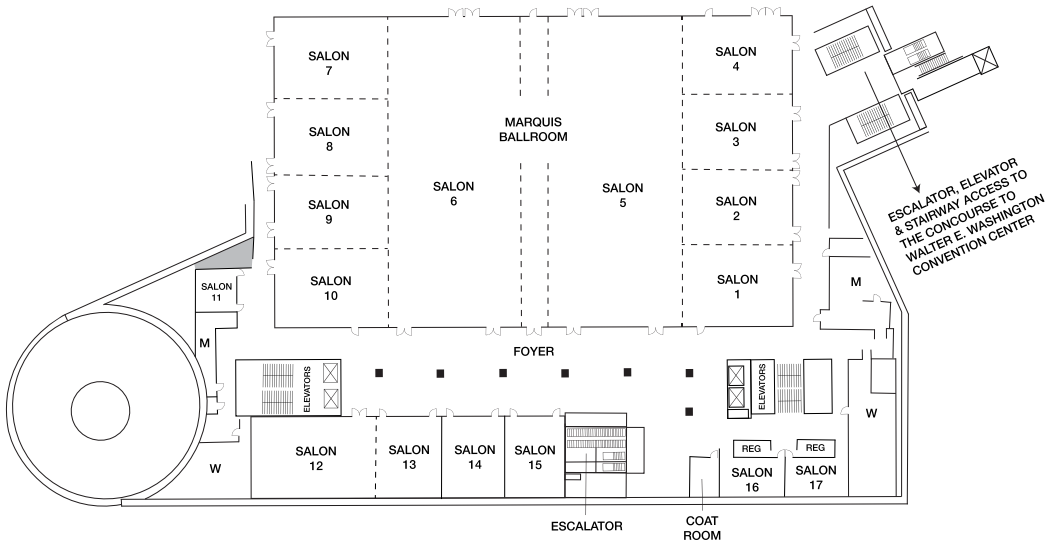 SALON
7
SALON
4
MARQUIS
BALLROOM
SALON
8
SALON
3
SALON
6
SALON
5
SALON
9
SALON
2
SALON
10
SALON
1
ESCALATOR, ELEVATOR
& STAIRWAY ACCESS TO
THE CONCOURSE TO
WALTER E. WASHINGTON
CONVENTION CENTER
SALON
11
M
M
FOYER
ELEVATORS
ELEVATORS
W
W
SALON
12
SALON
13
SALON
14
SALON
15
REG
REG
SALON
16
SALON
17
ESCALATOR
COAT
ROOM